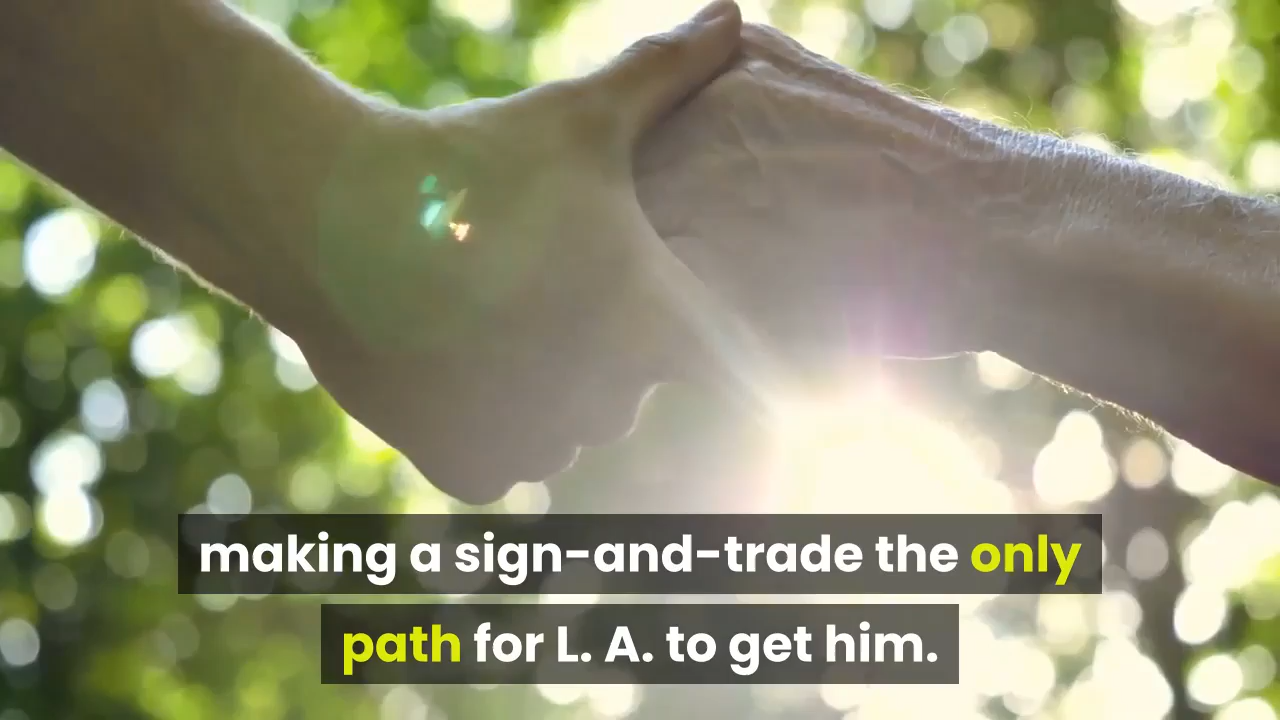 making a sign-and-trade the only
path for L. A. to get him.